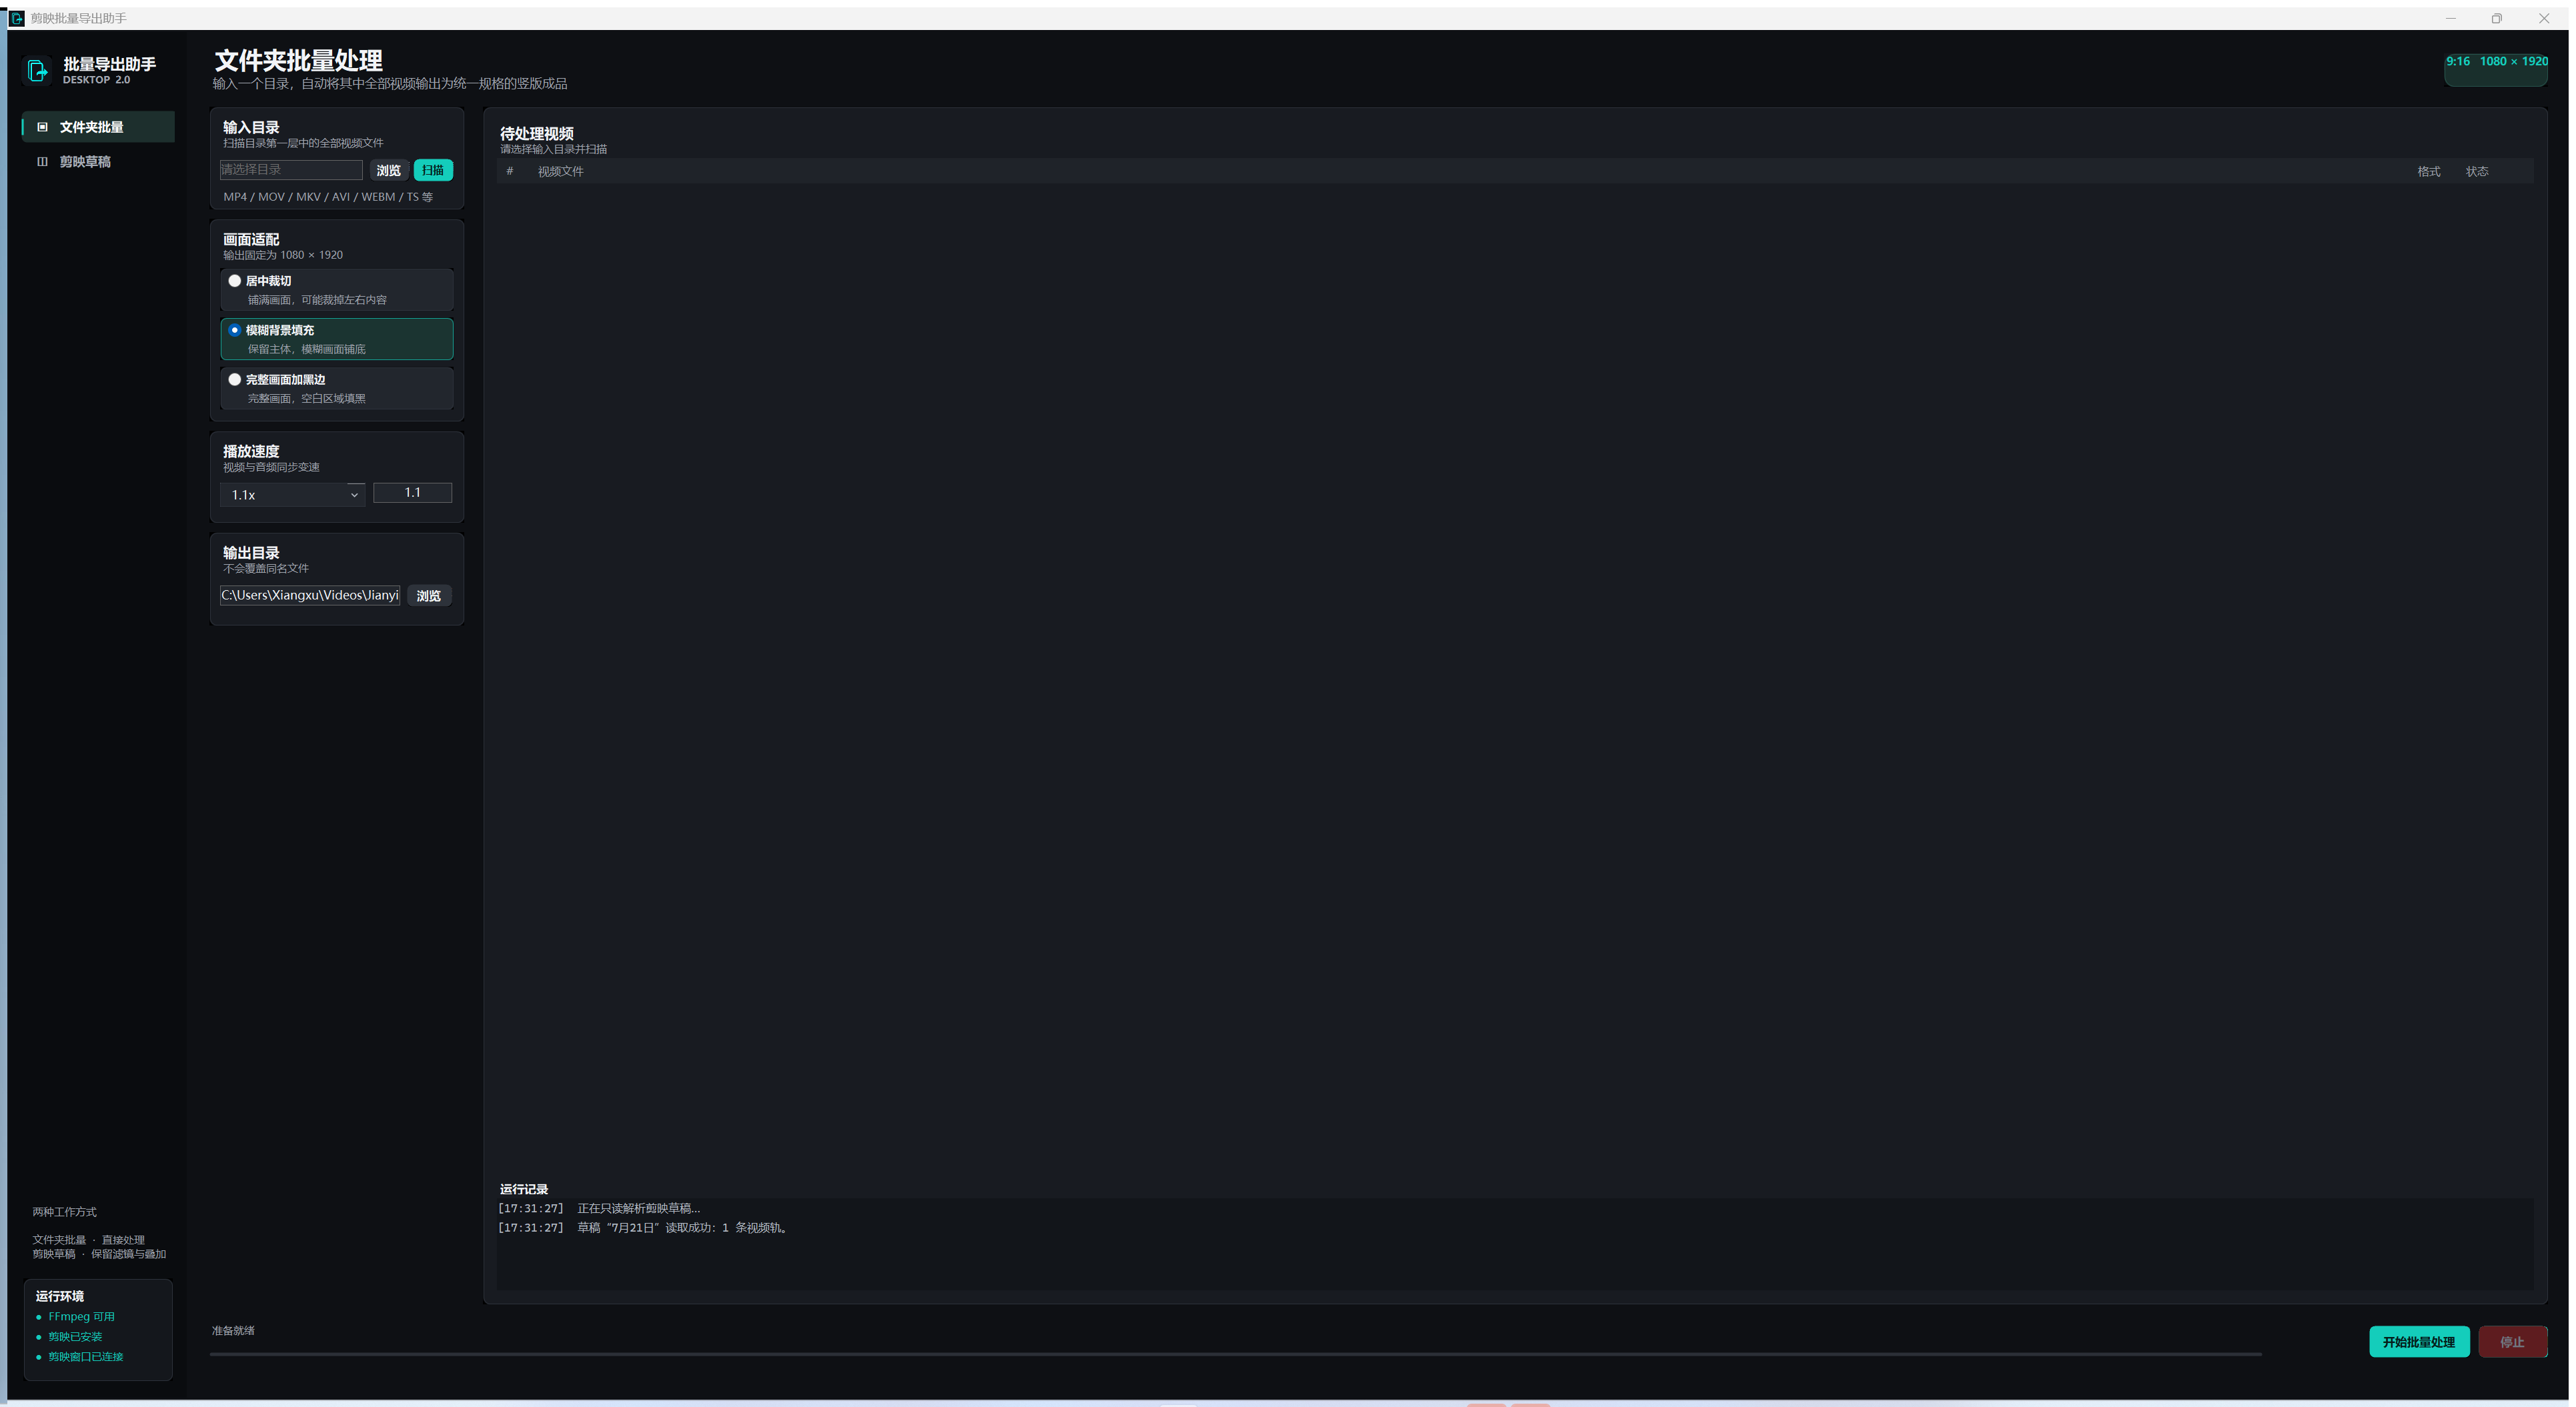 剪映批量导出助手
批量导出助手
DESKTOP 2.0
文件夹批量
剪映草稿
两种工作方式
文件夹批量 · 直接处理
剪映草稿 · 保留滤镜与叠加
运行环境
FFmpeg 可用
剪映已安装
剪映窗口已连接
文件夹批量处理
输入一个目录，自动将其中全部视频输出为统一规格的竖版成品
9:16 1080 × 1920
输入目录
扫描目录第一层中的全部视频文件
请选择目录 浏览 扫描
MP4 / MOV / MKV / AVI / WEBM / TS 等
画面适配
输出固定为 1080 × 1920
居中裁切
铺满画面，可能裁掉左右内容
模糊背景填充
保留主体，模糊画面铺底
完整画面加黑边
完整画面，空白区域填黑
播放速度
视频与音频同步变速
1.1x 1.1
输出目录
不会覆盖同名文件
C:\Users\Xiangxu\Videos\Jianyi 浏览
待处理视频
请选择输入目录并扫描
# 视频文件 格式 状态
运行记录
[17:31:27] 正在只读解析剪映草稿...
[17:31:27] 草稿“7月21日”读取成功：1 条视频轨。
准备就绪
开始批量处理 停止